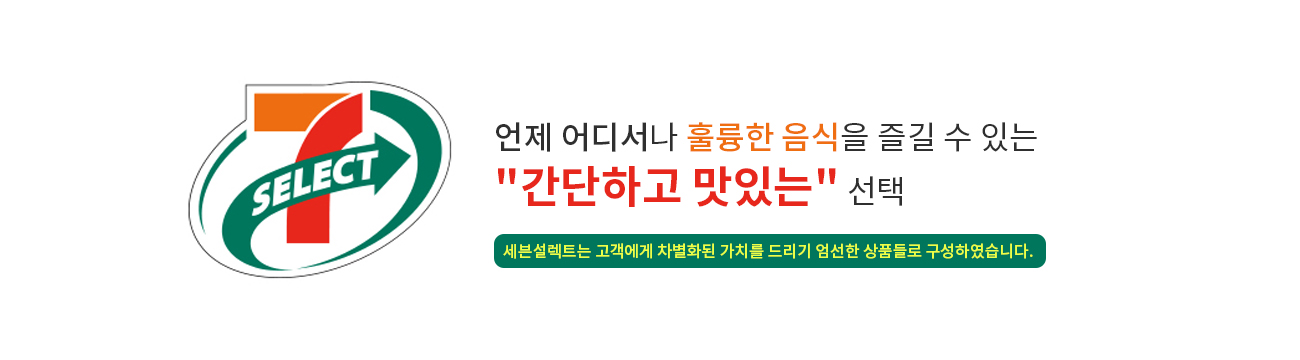 7
SELECT
언제 어디서나 훌륭한 음식을 즐길 수 있는
"간단하고 맛있는" 선택
세븐설렉트는 고객에게 차별화된 가치를 드리기 엄선한 상품들로 구성하였습니다.